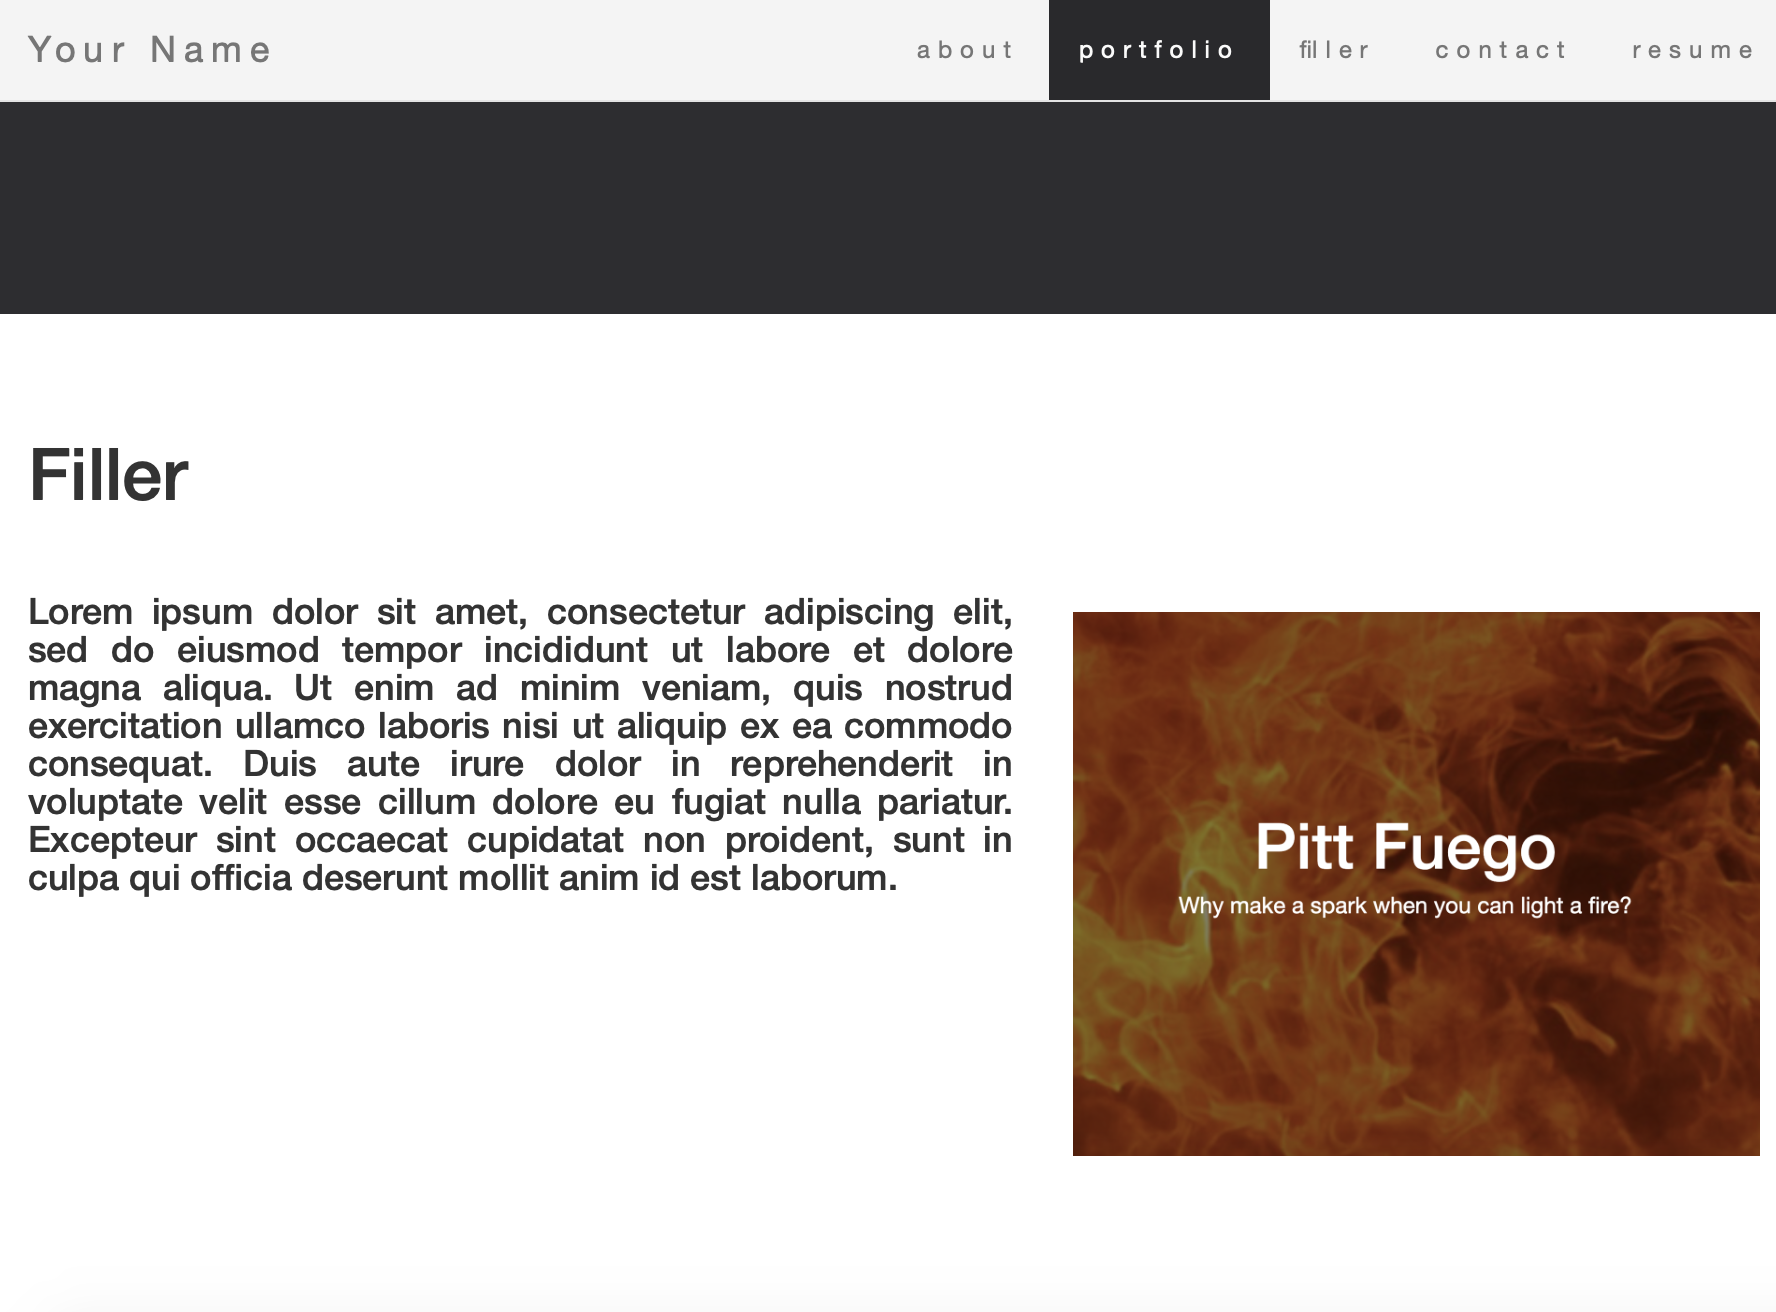 Your Name
about portfolio filler contact resume
Filler
Lorem ipsum dolor sit amet, consectetur adipiscing elit,
sed do eiusmod tempor incididunt ut labore et dolore
magna aliqua. Ut enim ad minim veniam, quis nostrud
exercitation ullamco laboris nisi ut aliquip ex ea commodo
consequat. Duis aute irure dolor in reprehenderit in
voluptate velit esse cillum dolore eu fugiat nulla pariatur.
Excepteur sint occaecat cupidatat non proident, sunt in
culpa qui officia deserunt mollit anim id est laborum.
Pitt Fuego
Why make a spark when you can light a fire?